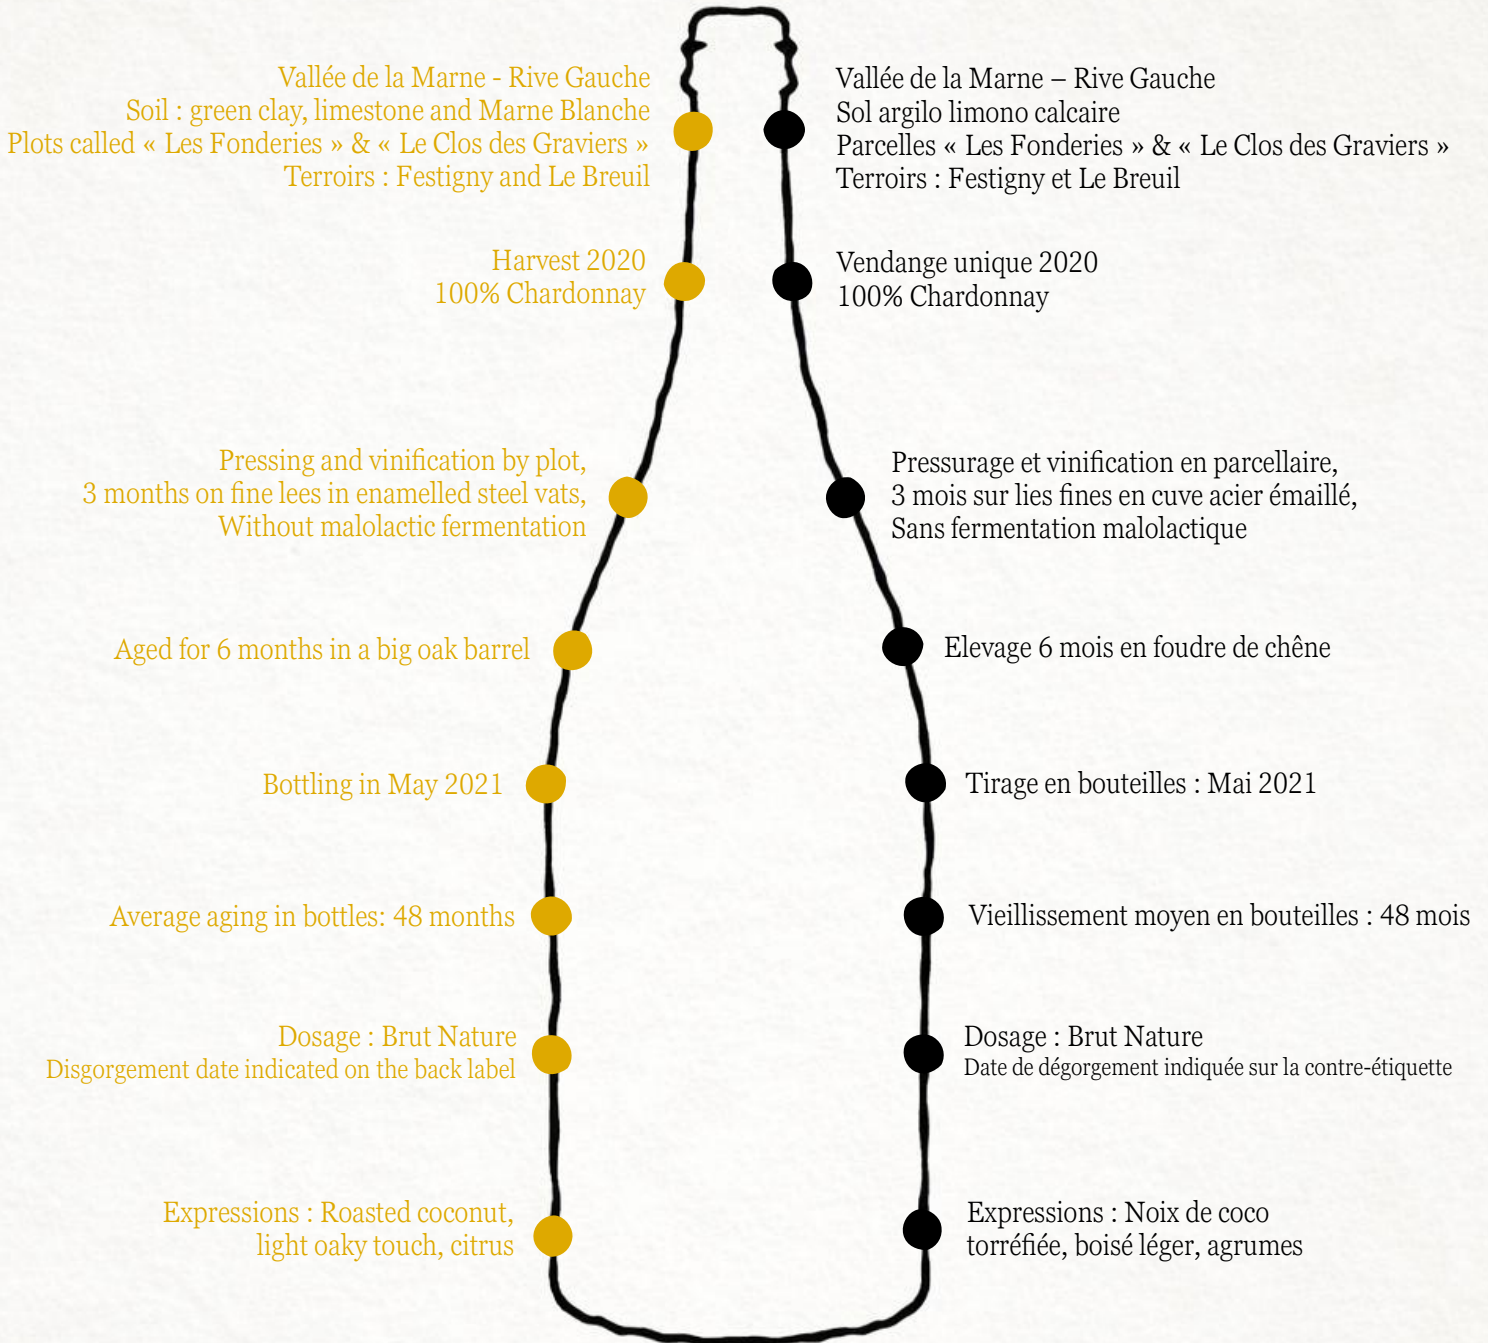 Vallée de la Marne - Rive Gauche
Soil : green clay, limestone and Marne Blanche
Plots called « Les Fonderies » & « Le Clos des Graviers »
Terroirs : Festigny and Le Breuil
Harvest 2020
100% Chardonnay
Pressing and vinification by plot,
3 months on fine lees in enamelled steel vats,
Without malolactic fermentation
Aged for 6 months in a big oak barrel
Bottling in May 2021
Average aging in bottles: 48 months
Dosage : Brut Nature
Disgorgement date indicated on the back label
Expressions : Roasted coconut,
light oaky touch, citrus
Vallée de la Marne – Rive Gauche
Sol argilo limono calcaire
Parcelles « Les Fonderies » & « Le Clos des Graviers »
Terroirs : Festigny et Le Breuil
Vendange unique 2020
100% Chardonnay
Pressurage et vinification en parcellaire,
3 mois sur lies fines en cuve acier émaillé,
Sans fermentation malolactique
Elevage 6 mois en foudre de chêne
Tirage en bouteilles : Mai 2021
Vieillissement moyen en bouteilles : 48 mois
Dosage : Brut Nature
Date de dégorgement indiquée sur la contre-étiquette
Expressions : Noix de coco
torréfiée, boisé léger, agrumes